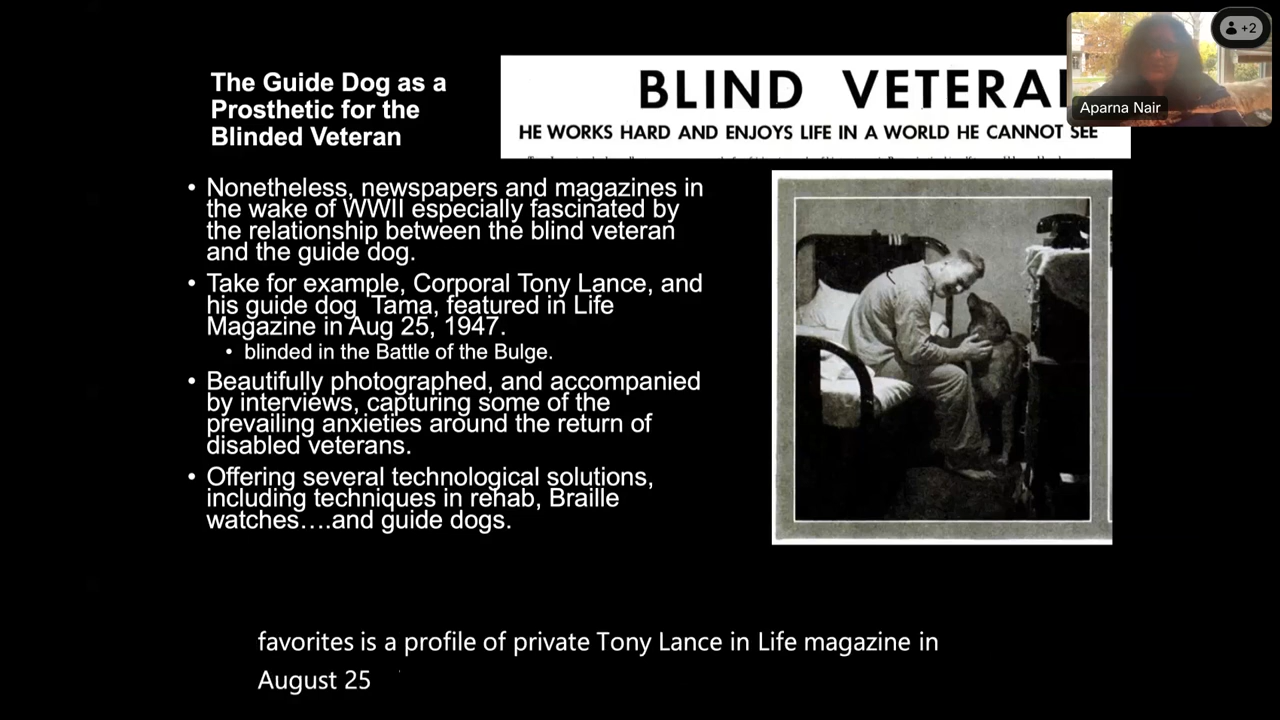 The Guide Dog as a
Prosthetic for the
Blinded Veteran
BLIND VETERA
HE WORKS HARD AND ENJOYS LIFE IN A WORLD HE CANNOT SEE
+2
Aparna Nair
• Nonetheless, newspapers and magazines in
the wake of WWII especially fascinated by
the relationship between the blind veteran
and the guide dog.
• Take for example, Corporal Tony Lance, and
his guide dog, Tama, featured in Life
Magazine in Aug 25, 1947.
• blinded in the Battle of the Bulge.
• Beautifully photographed, and accompanied
by interviews, capturing some of the
prevailing anxieties around the return of
disabled veterans.
• Offering several technological solutions,
including techniques in rehab, Braille
watches….and guide dogs.
favorites is a profile of private Tony Lance in Life magazine in
August 25